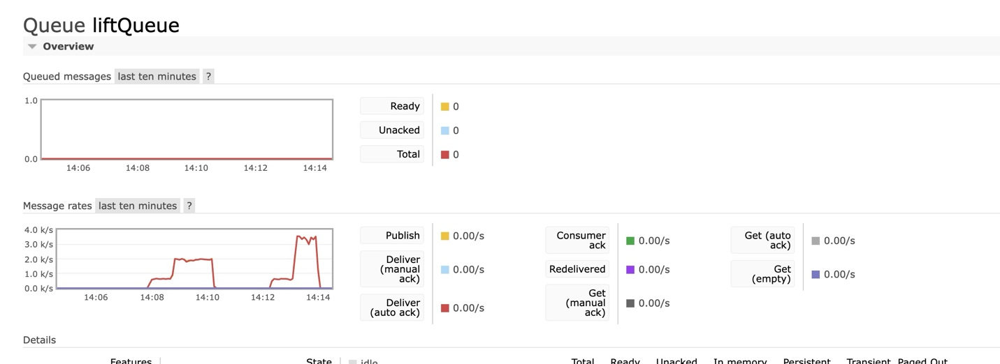 Queue liftQueue
Overview
Queued messages last ten minutes ?
1.0
0.0
14:06 14:08 14:10 14:12 14:14
Ready 0
Unacked 0
Total 0
Message rates last ten minutes ?
4.0 k/s
3.0 k/s
2.0 k/s
1.0 k/s
0.0 k/s
14:06 14:08 14:10 14:12 14:14
Publish 0.00/s
Deliver
(manual
ack)
0.00/s
Deliver
(auto ack)
0.00/s
Consumer
ack
0.00/s
Redelivered 0.00/s
Get
(manual
ack)
0.00/s
Get (auto
ack)
0.00/s
Get
(empty)
0.00/s
Details
Features State idle Total Ready Unacked In memory Persistent Transient Paged Out